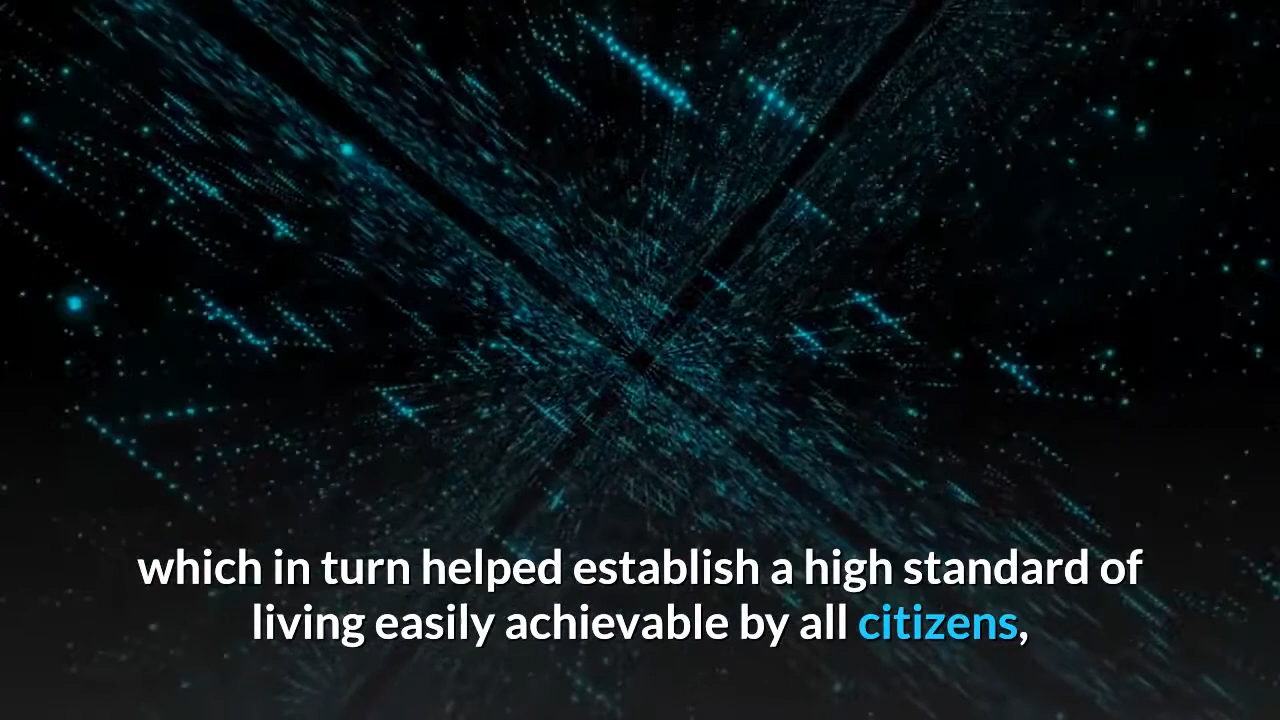 which in turn helped establish a high standard of
living easily achievable by all citizens,